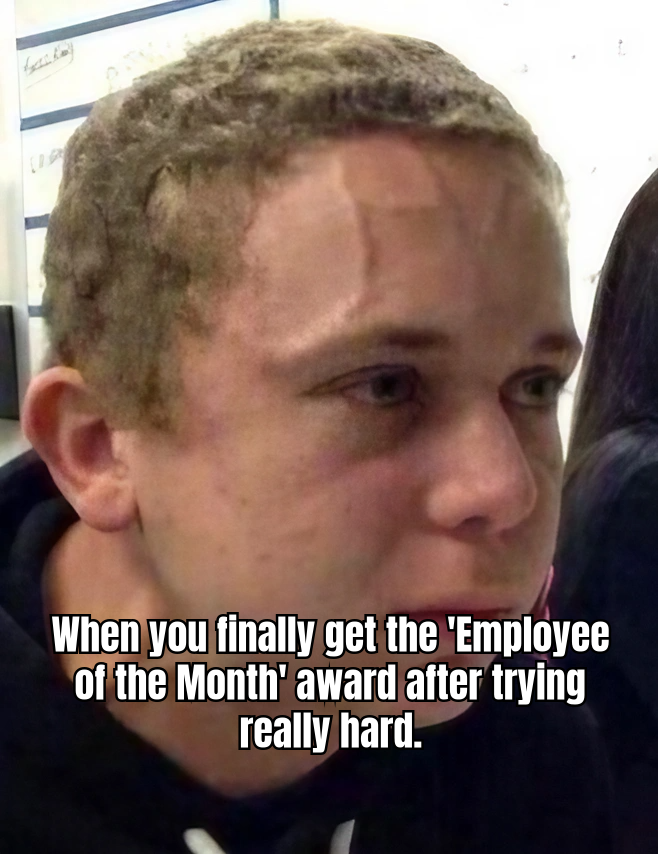 When you finally get the 'Employee
of the Month' award after trying
really hard.